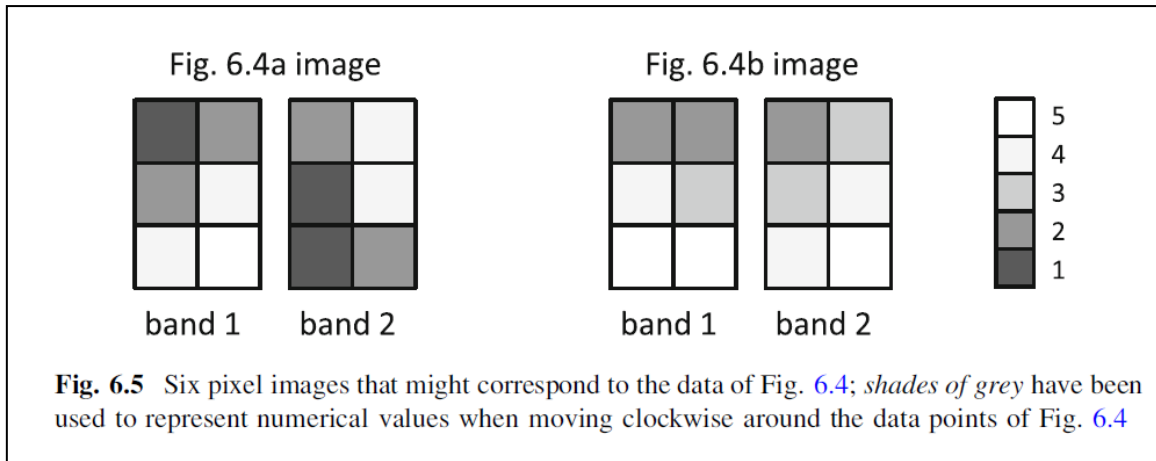 Fig. 6.4a image
Fig. 6.4b image
5
4
3
2
1
band 1
band 2
band 1
band 2
Fig. 6.5 Six pixel images that might correspond to the data of Fig. 6.4; shades of grey have been
used to represent numerical values when moving clockwise around the data points of Fig. 6.4